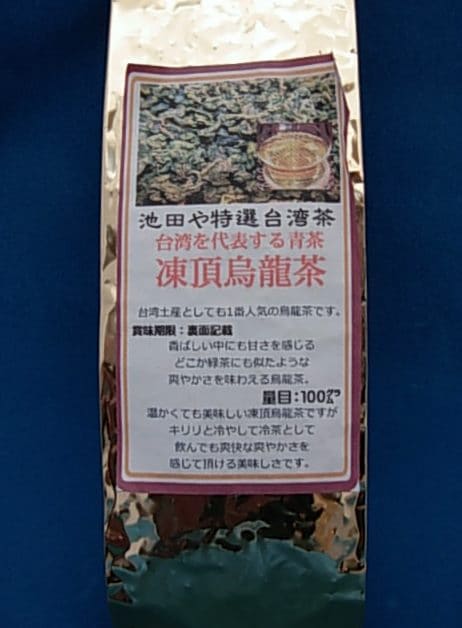 池田や特選台湾茶
台湾を代表する青茶
凍頂烏龍茶
台湾土産としても1番人気の烏龍茶です。
賞味期限：裏面記載
香ばしい中にも甘さを感じる
どこか緑茶にも似たような
爽やかさを味わえる烏龍茶。
量目：100㌘
温かくても美味しい凍頂烏龍茶ですが
キリリと冷やして冷茶として
飲んでも爽快な爽やかさを
感じて頂ける美味しさです。